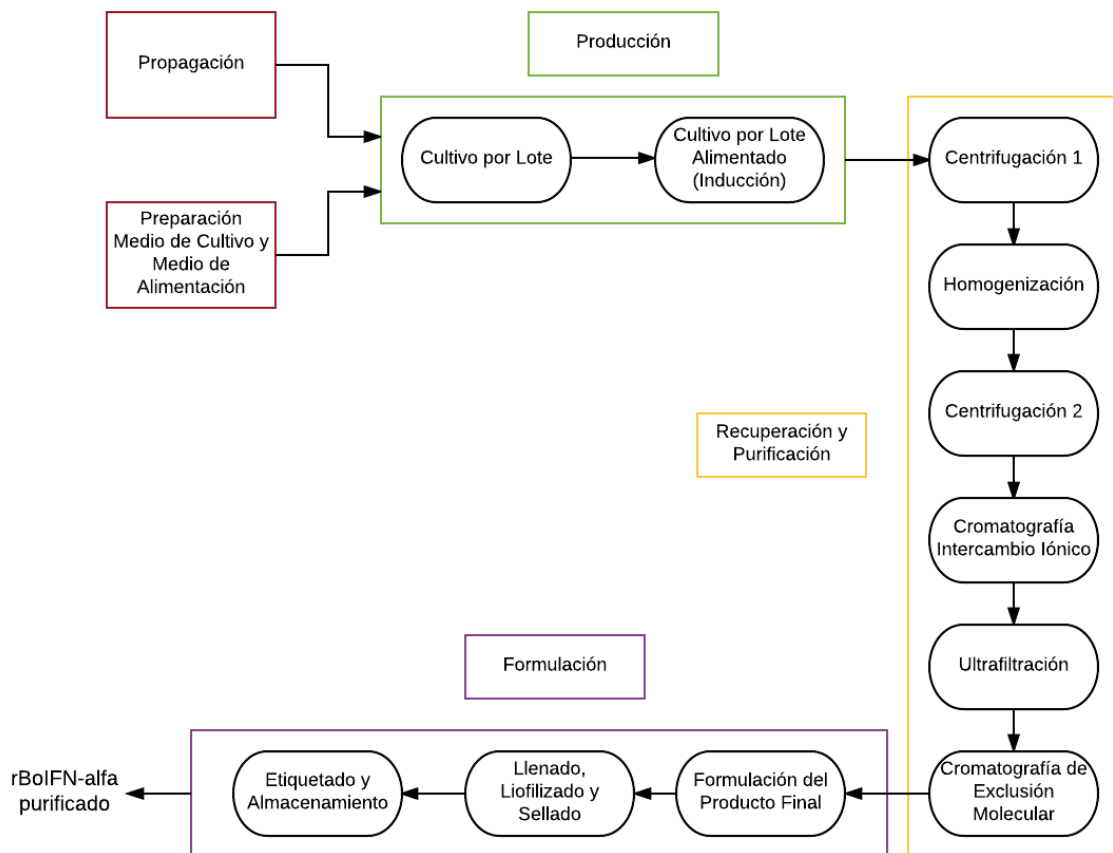 Propagación
Producción
Preparación
Medio de Cultivo y
Medio de
Alimentación
Cultivo por Lote
Cultivo por Lote
Alimentado
(Inducción)
Centrifugación 1
Homogenización
Centrifugación 2
Recuperación y
Purificación
Cromatografía
Intercambio Iónico
Ultrafiltración
Cromatografía de
Exclusión
Molecular
Formulación
Formulación del
Producto Final
Llenado,
Liofilizado y
Sellado
Etiquetado y
Almacenamiento
rBoIFN-alfa
purificado